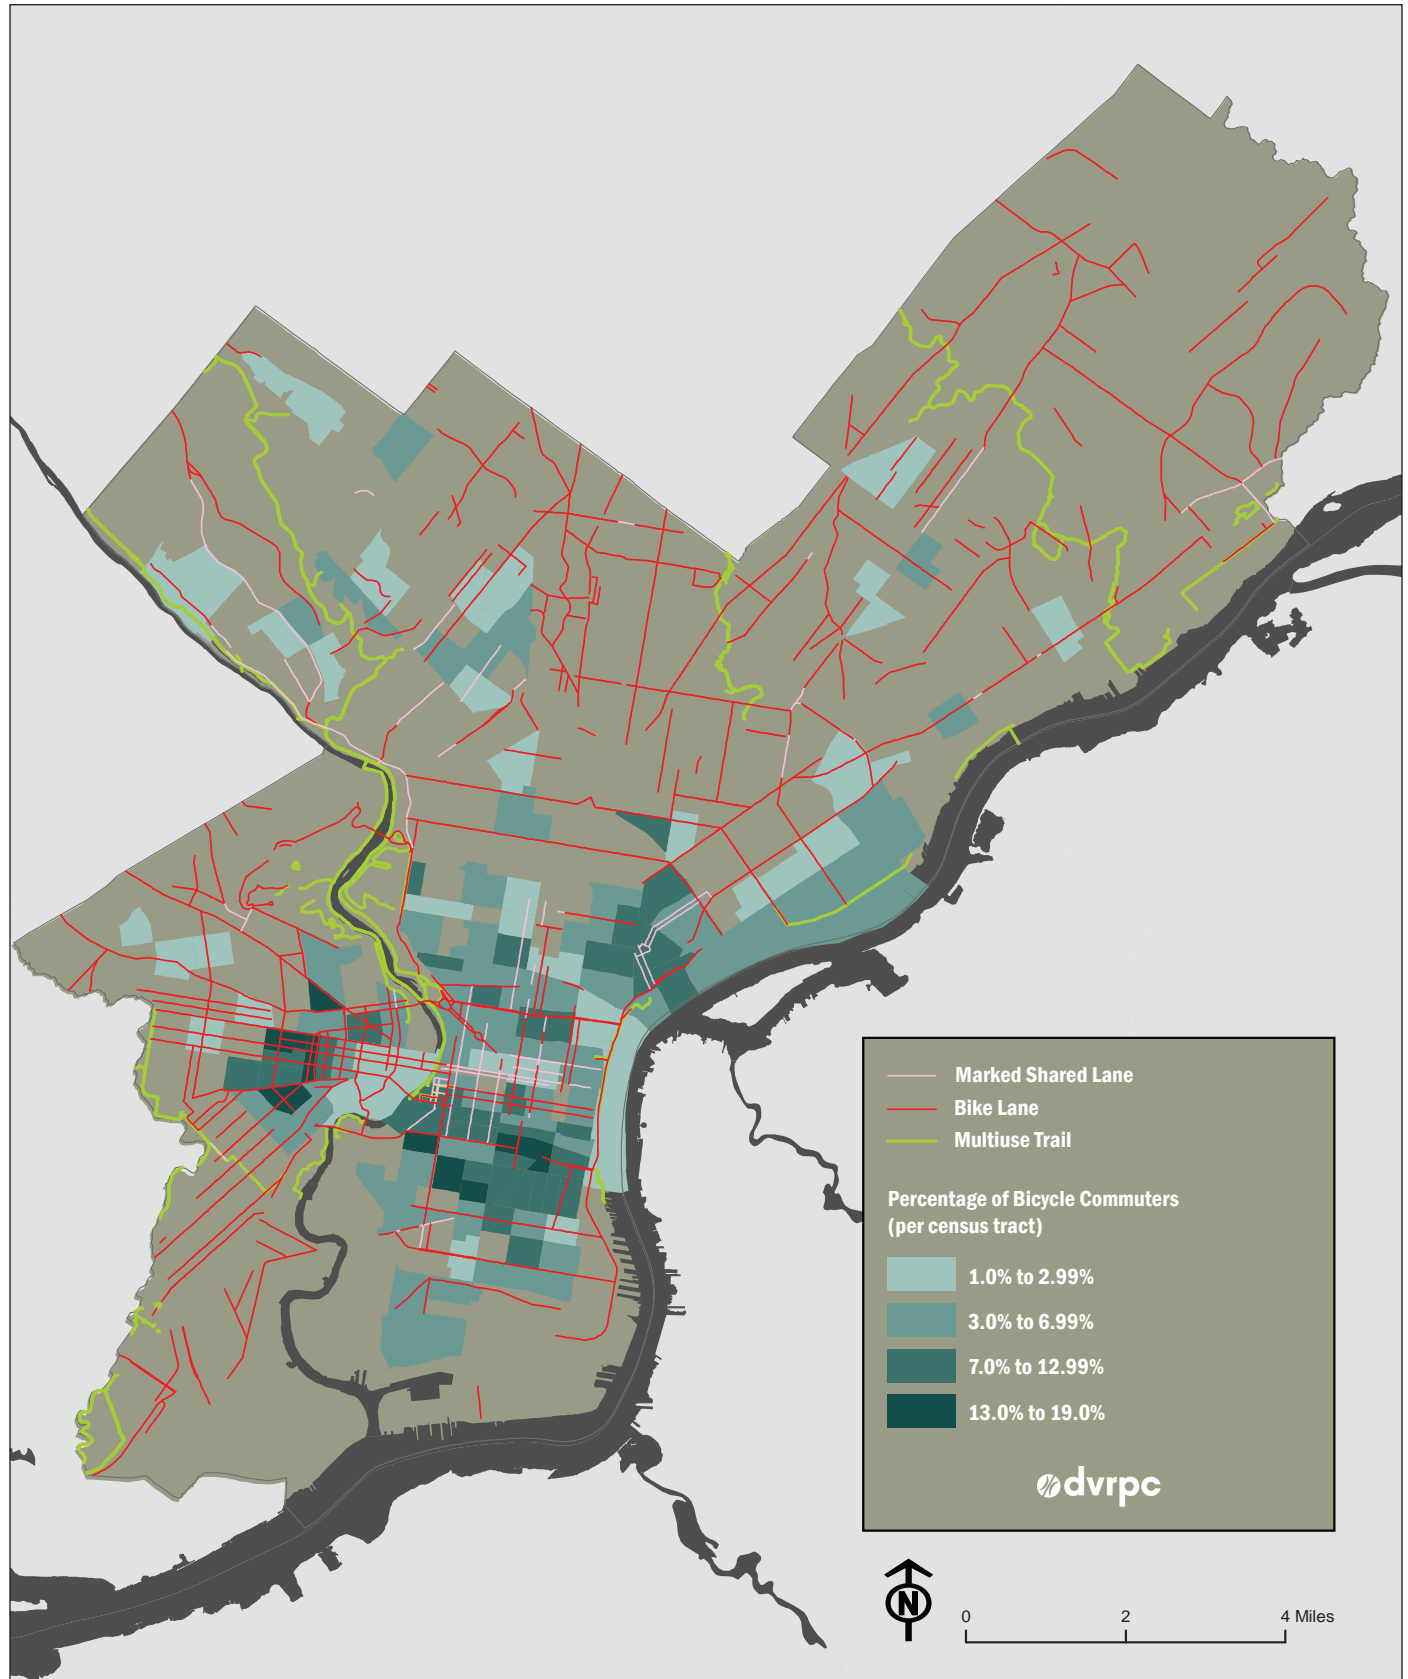 Marked Shared Lane
Bike Lane
Multiuse Trail
Percentage of Bicycle Commuters
(per census tract)
1.0% to 2.99%
3.0% to 6.99%
7.0% to 12.99%
13.0% to 19.0%
dvrpc
N
0 2 4 Miles